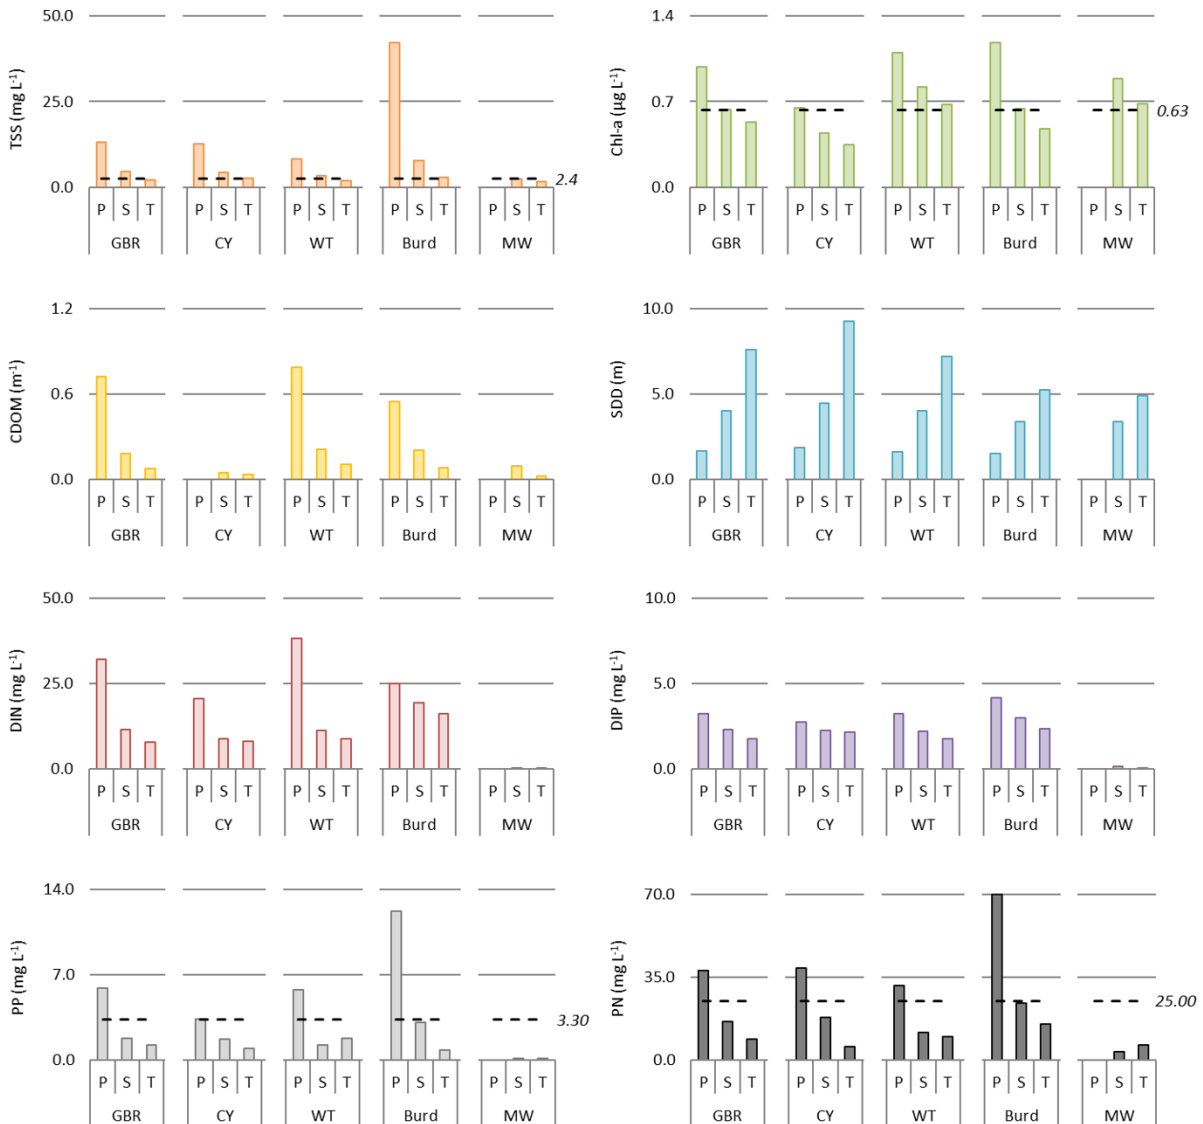 50.0
25.0
0.0
TSS (mg L⁻¹)
2.4
P S T P S T P S T P S T P S T
GBR CY WT Burd MW
1.4
0.7
0.0
Chl-a (µg L⁻¹)
0.63
P S T P S T P S T P S T P S T
GBR CY WT Burd MW
1.2
0.6
0.0
CDOM (m⁻¹)
P S T P S T P S T P S T P S T
GBR CY WT Burd MW
10.0
5.0
0.0
SDD (m)
P S T P S T P S T P S T P S T
GBR CY WT Burd MW
50.0
25.0
0.0
DIN (mg L⁻¹)
P S T P S T P S T P S T P S T
GBR CY WT Burd MW
10.0
5.0
0.0
DIP (mg L⁻¹)
P S T P S T P S T P S T P S T
GBR CY WT Burd MW
14.0
7.0
0.0
PP (mg L⁻¹)
3.30
P S T P S T P S T P S T P S T
GBR CY WT Burd MW
70.0
35.0
0.0
PN (mg L⁻¹)
25.00
P S T P S T P S T P S T P S T
GBR CY WT Burd MW